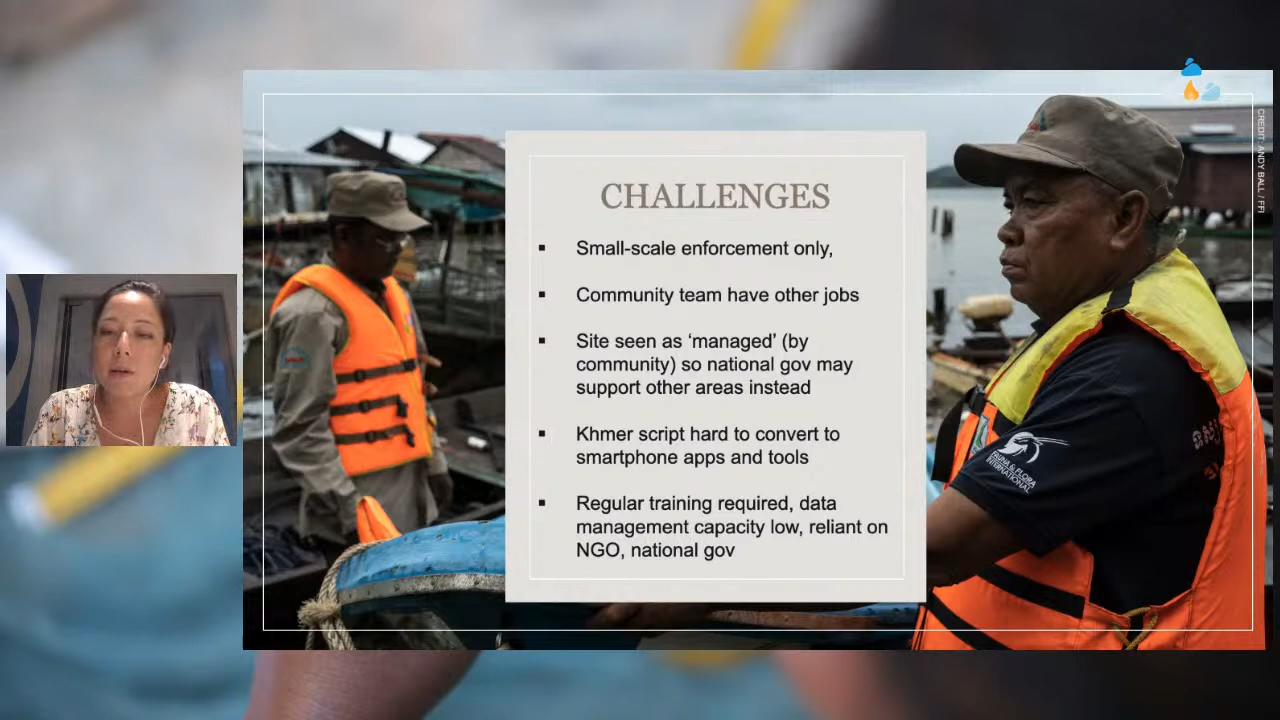 CREDIT: ANDY BALL / FFI
CHALLENGES
▪ Small-scale enforcement only,
▪ Community team have other jobs
▪ Site seen as ‘managed’ (by
community) so national gov may
support other areas instead
▪ Khmer script hard to convert to
smartphone apps and tools
▪ Regular training required, data
management capacity low, reliant on
NGO, national gov
FAUNA & FLORA
INTERNATIONAL